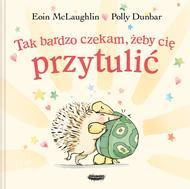 Eoin McLaughlin Polly Dunbar
Tak bardzo czekam, żeby cię
przytulić